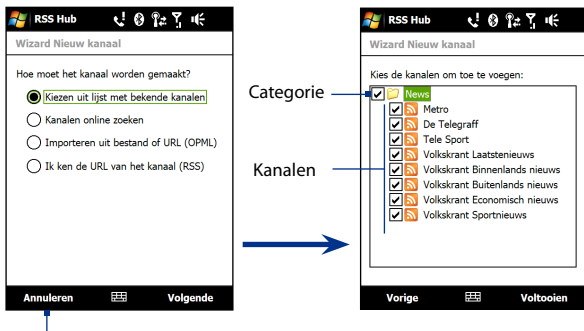 RSS Hub
Wizard Nieuw kanaal
Hoe moet het kanaal worden gemaakt?
Kiezen uit lijst met bekende kanalen
Kanalen online zoeken
Importeren uit bestand of URL (OPML)
Ik ken de URL van het kanaal (RSS)
Annuleren
Volgende
Categorie
Kanalen
RSS Hub
Wizard Nieuw kanaal
Kies de kanalen om toe te voegen:
News
Metro
De Telegraff
Tele Sport
Volkskrant Laatstenieuws
Volkskrant Binnenlands nieuws
Volkskrant Buitenlands nieuws
Volkskrant Economisch nieuws
Volkskrant Sportnieuws
Vorige
Voltooien